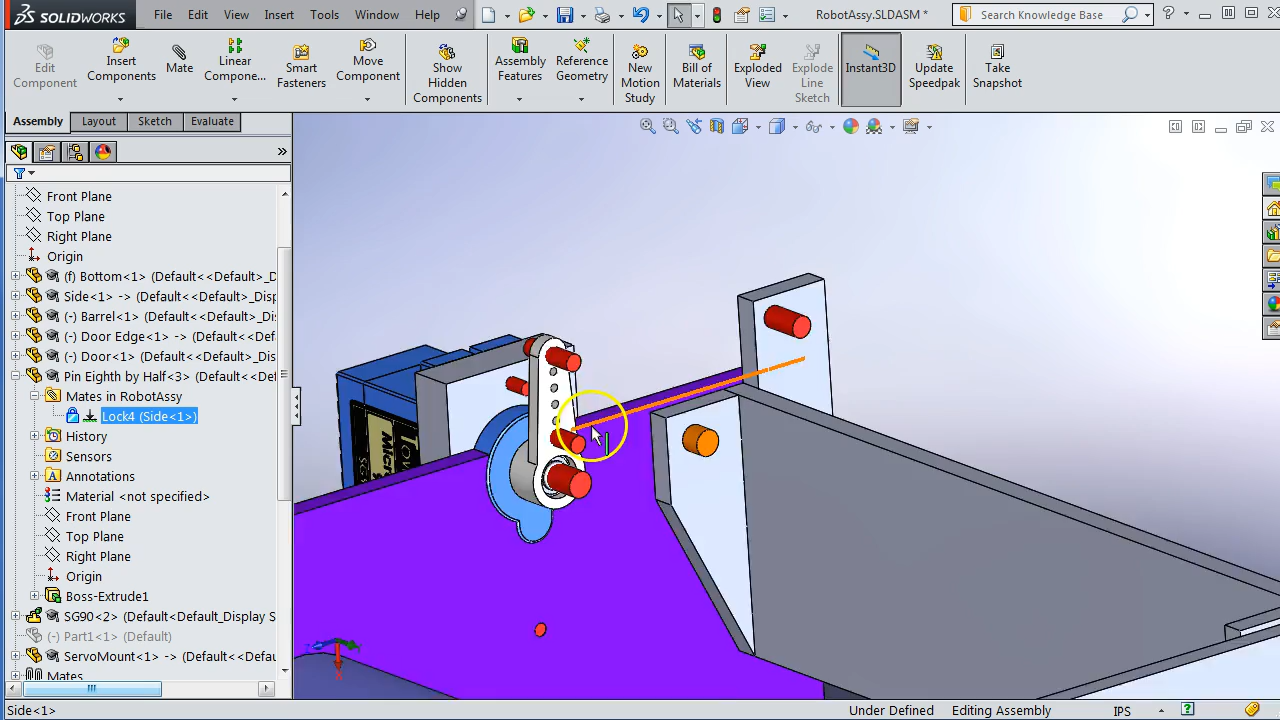 SOLIDWORKS File Edit View Insert Tools Window Help RobotAssy.SLDASM * Search Knowledge Base
Edit Component
Insert Components
Mate
Linear Compone...
Smart Fasteners
Move Component
Show Hidden Components
Assembly Features
Reference Geometry
New Motion Study
Bill of Materials
Exploded View
Explode Line Sketch
Instant3D
Update Speedpak
Take Snapshot
Assembly Layout Sketch Evaluate
Front Plane
Top Plane
Right Plane
Origin
(f) Bottom<1> (Default<<Default>_D
Side<1> -> (Default<<Default>_Disp
(-) Barrel<1> (Default<<Default>_D
(-) Door Edge<1> -> (Default<<De
(-) Door<1> (Default<<Default>_Di
Pin Eighth by Half<3> (Default<<D
Mates in RobotAssy
Lock4 (Side<1>)
History
Sensors
Annotations
Material <not specified>
Front Plane
Top Plane
Right Plane
Origin
Boss-Extrude1
SG90<2> (Default<Default_Display S
(-) Part1<1> (Default)
ServoMount<1> -> (Default<<Defau
Mates
Side<1> Under Defined Editing Assembly IPS